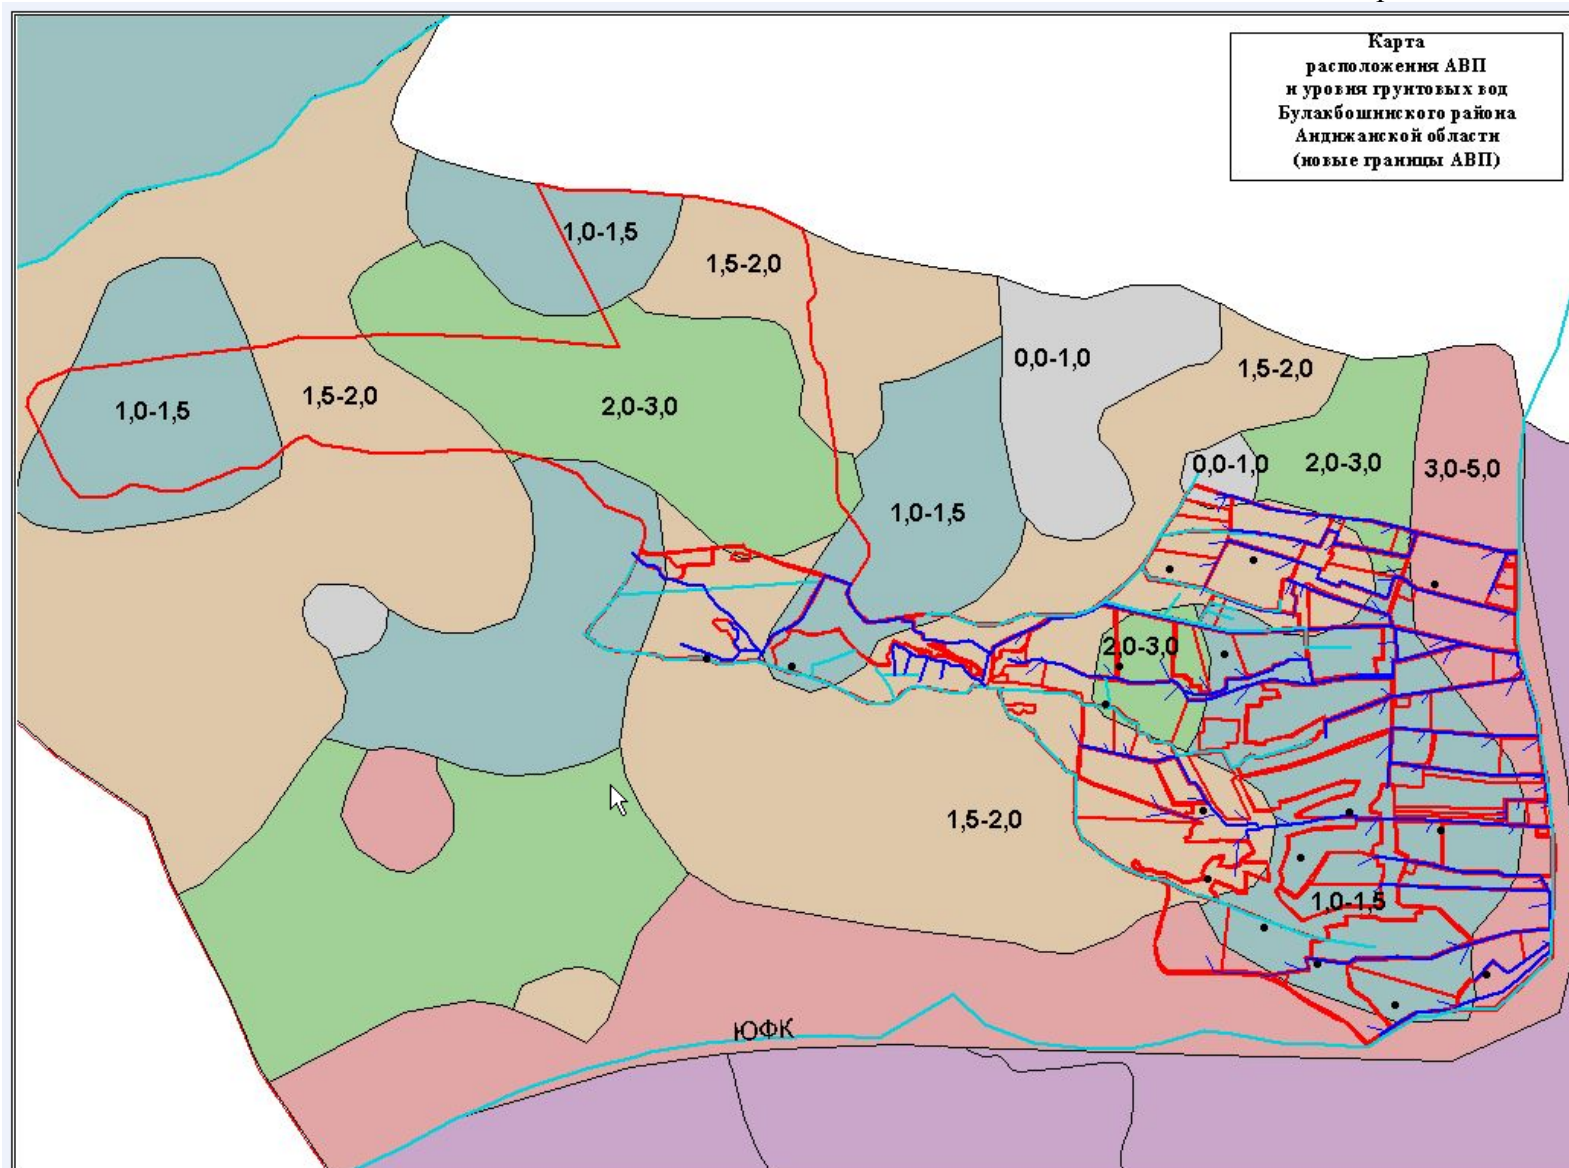 Карта
расположения АВП
и уровня грунтовых вод
Булакбошинского района
Андижанской области
(новые границы АВП)
1,0-1,5
1,5-2,0
0,0-1,0
1,5-2,0
1,0-1,5
1,5-2,0
2,0-3,0
0,0-1,0
2,0-3,0
3,0-5,0
1,0-1,5
2,0-3,0
1,5-2,0
1,0-1,5
ЮФК